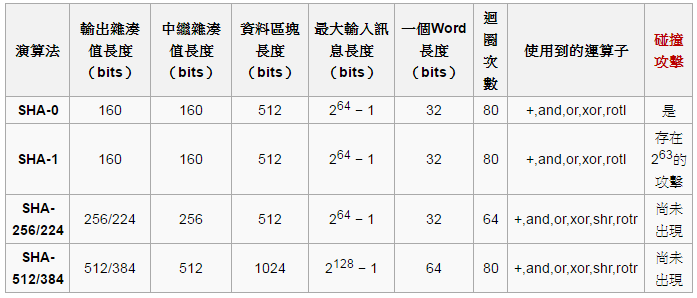 演算法 輸出雜湊值長度（bits） 中繼雜湊值長度（bits） 資料區塊長度（bits） 最大輸入訊息長度（bits） 一個Word長度（bits） 迴圈次數 使用到的運算子 碰撞攻擊
SHA-0 160 160 512 2^64 − 1 32 80 +,and,or,xor,rotl 是
SHA-1 160 160 512 2^64 − 1 32 80 +,and,or,xor,rotl 存在2^63的攻擊
SHA-256/224 256/224 256 512 2^64 − 1 32 64 +,and,or,xor,shr,rotr 尚未出現
SHA-512/384 512/384 512 1024 2^128 − 1 64 80 +,and,or,xor,shr,rotr 尚未出現